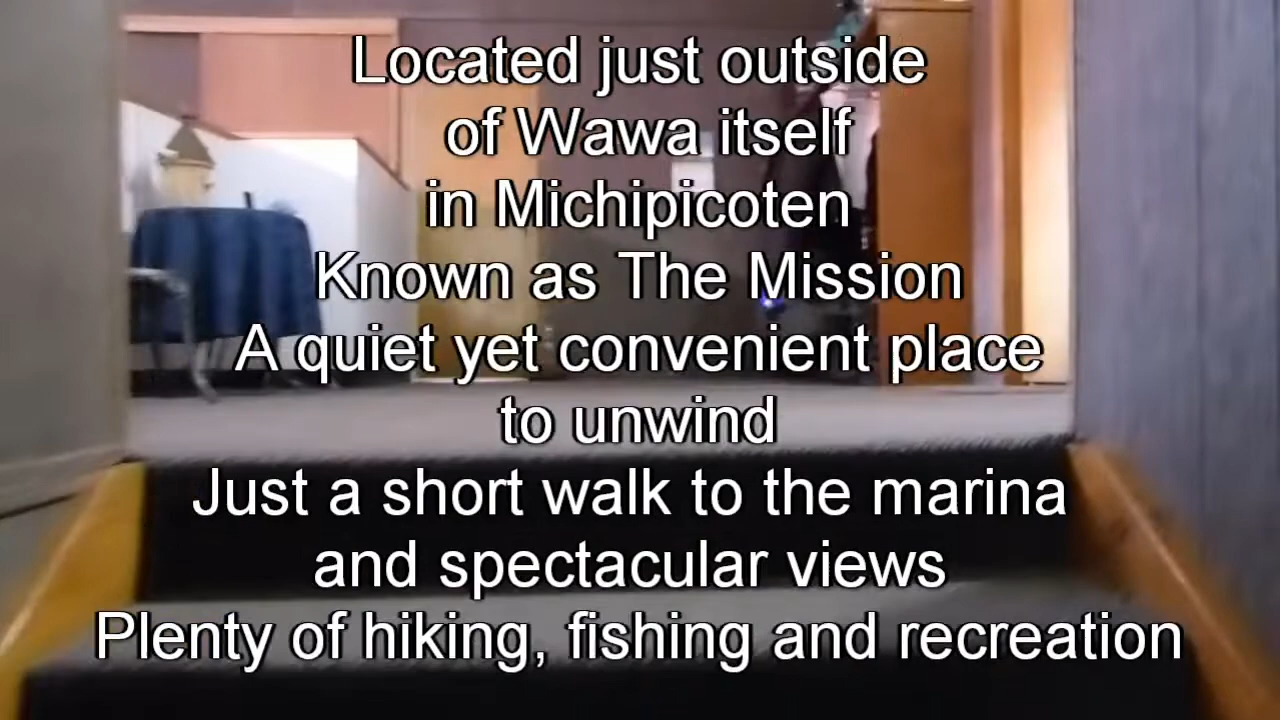 Located just outside
of Wawa itself
in Michipicoten
Known as The Mission
A quiet yet convenient place
to unwind
Just a short walk to the marina
and spectacular views
Plenty of hiking, fishing and recreation